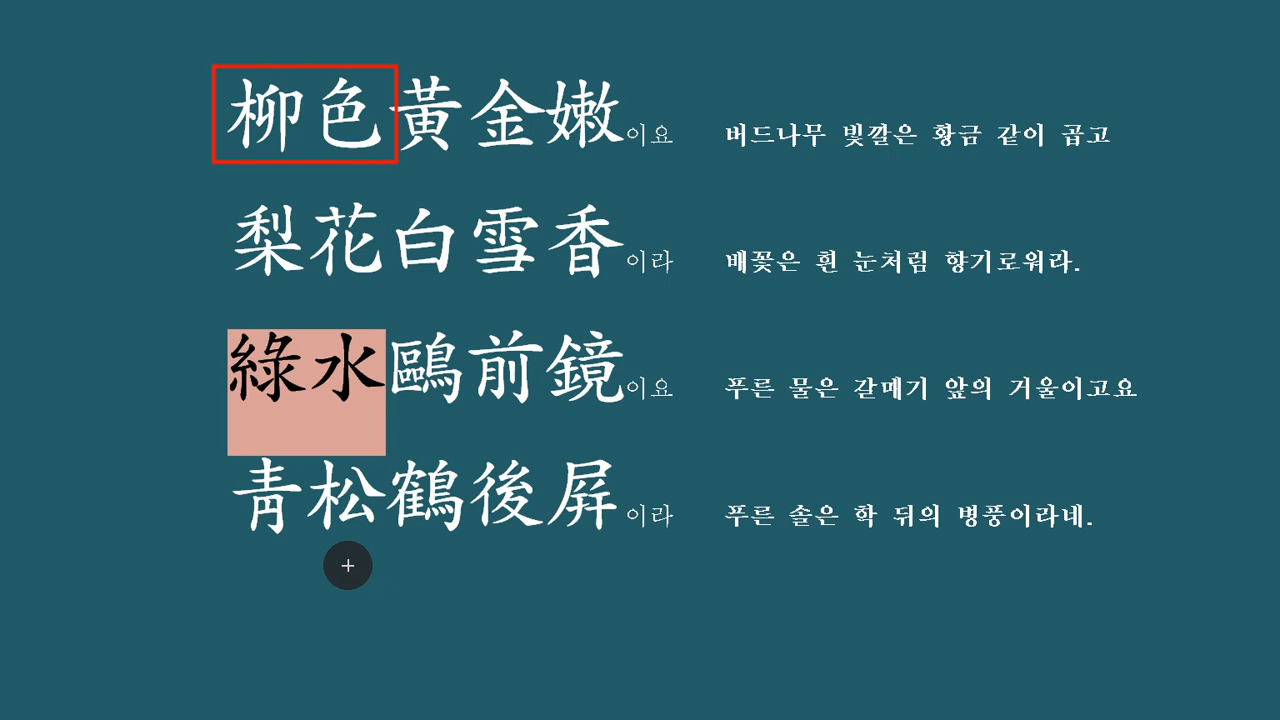 柳色黃金嫩이요 버드나무 빛깔은 황금 같이 곱고
梨花白雪香이라 배꽃은 흰 눈처럼 향기로워라.
綠水鷗前鏡이요 푸른 물은 갈매기 앞의 거울이고요
靑松鶴後屛이라 푸른 솔은 학 뒤의 병풍이라네.